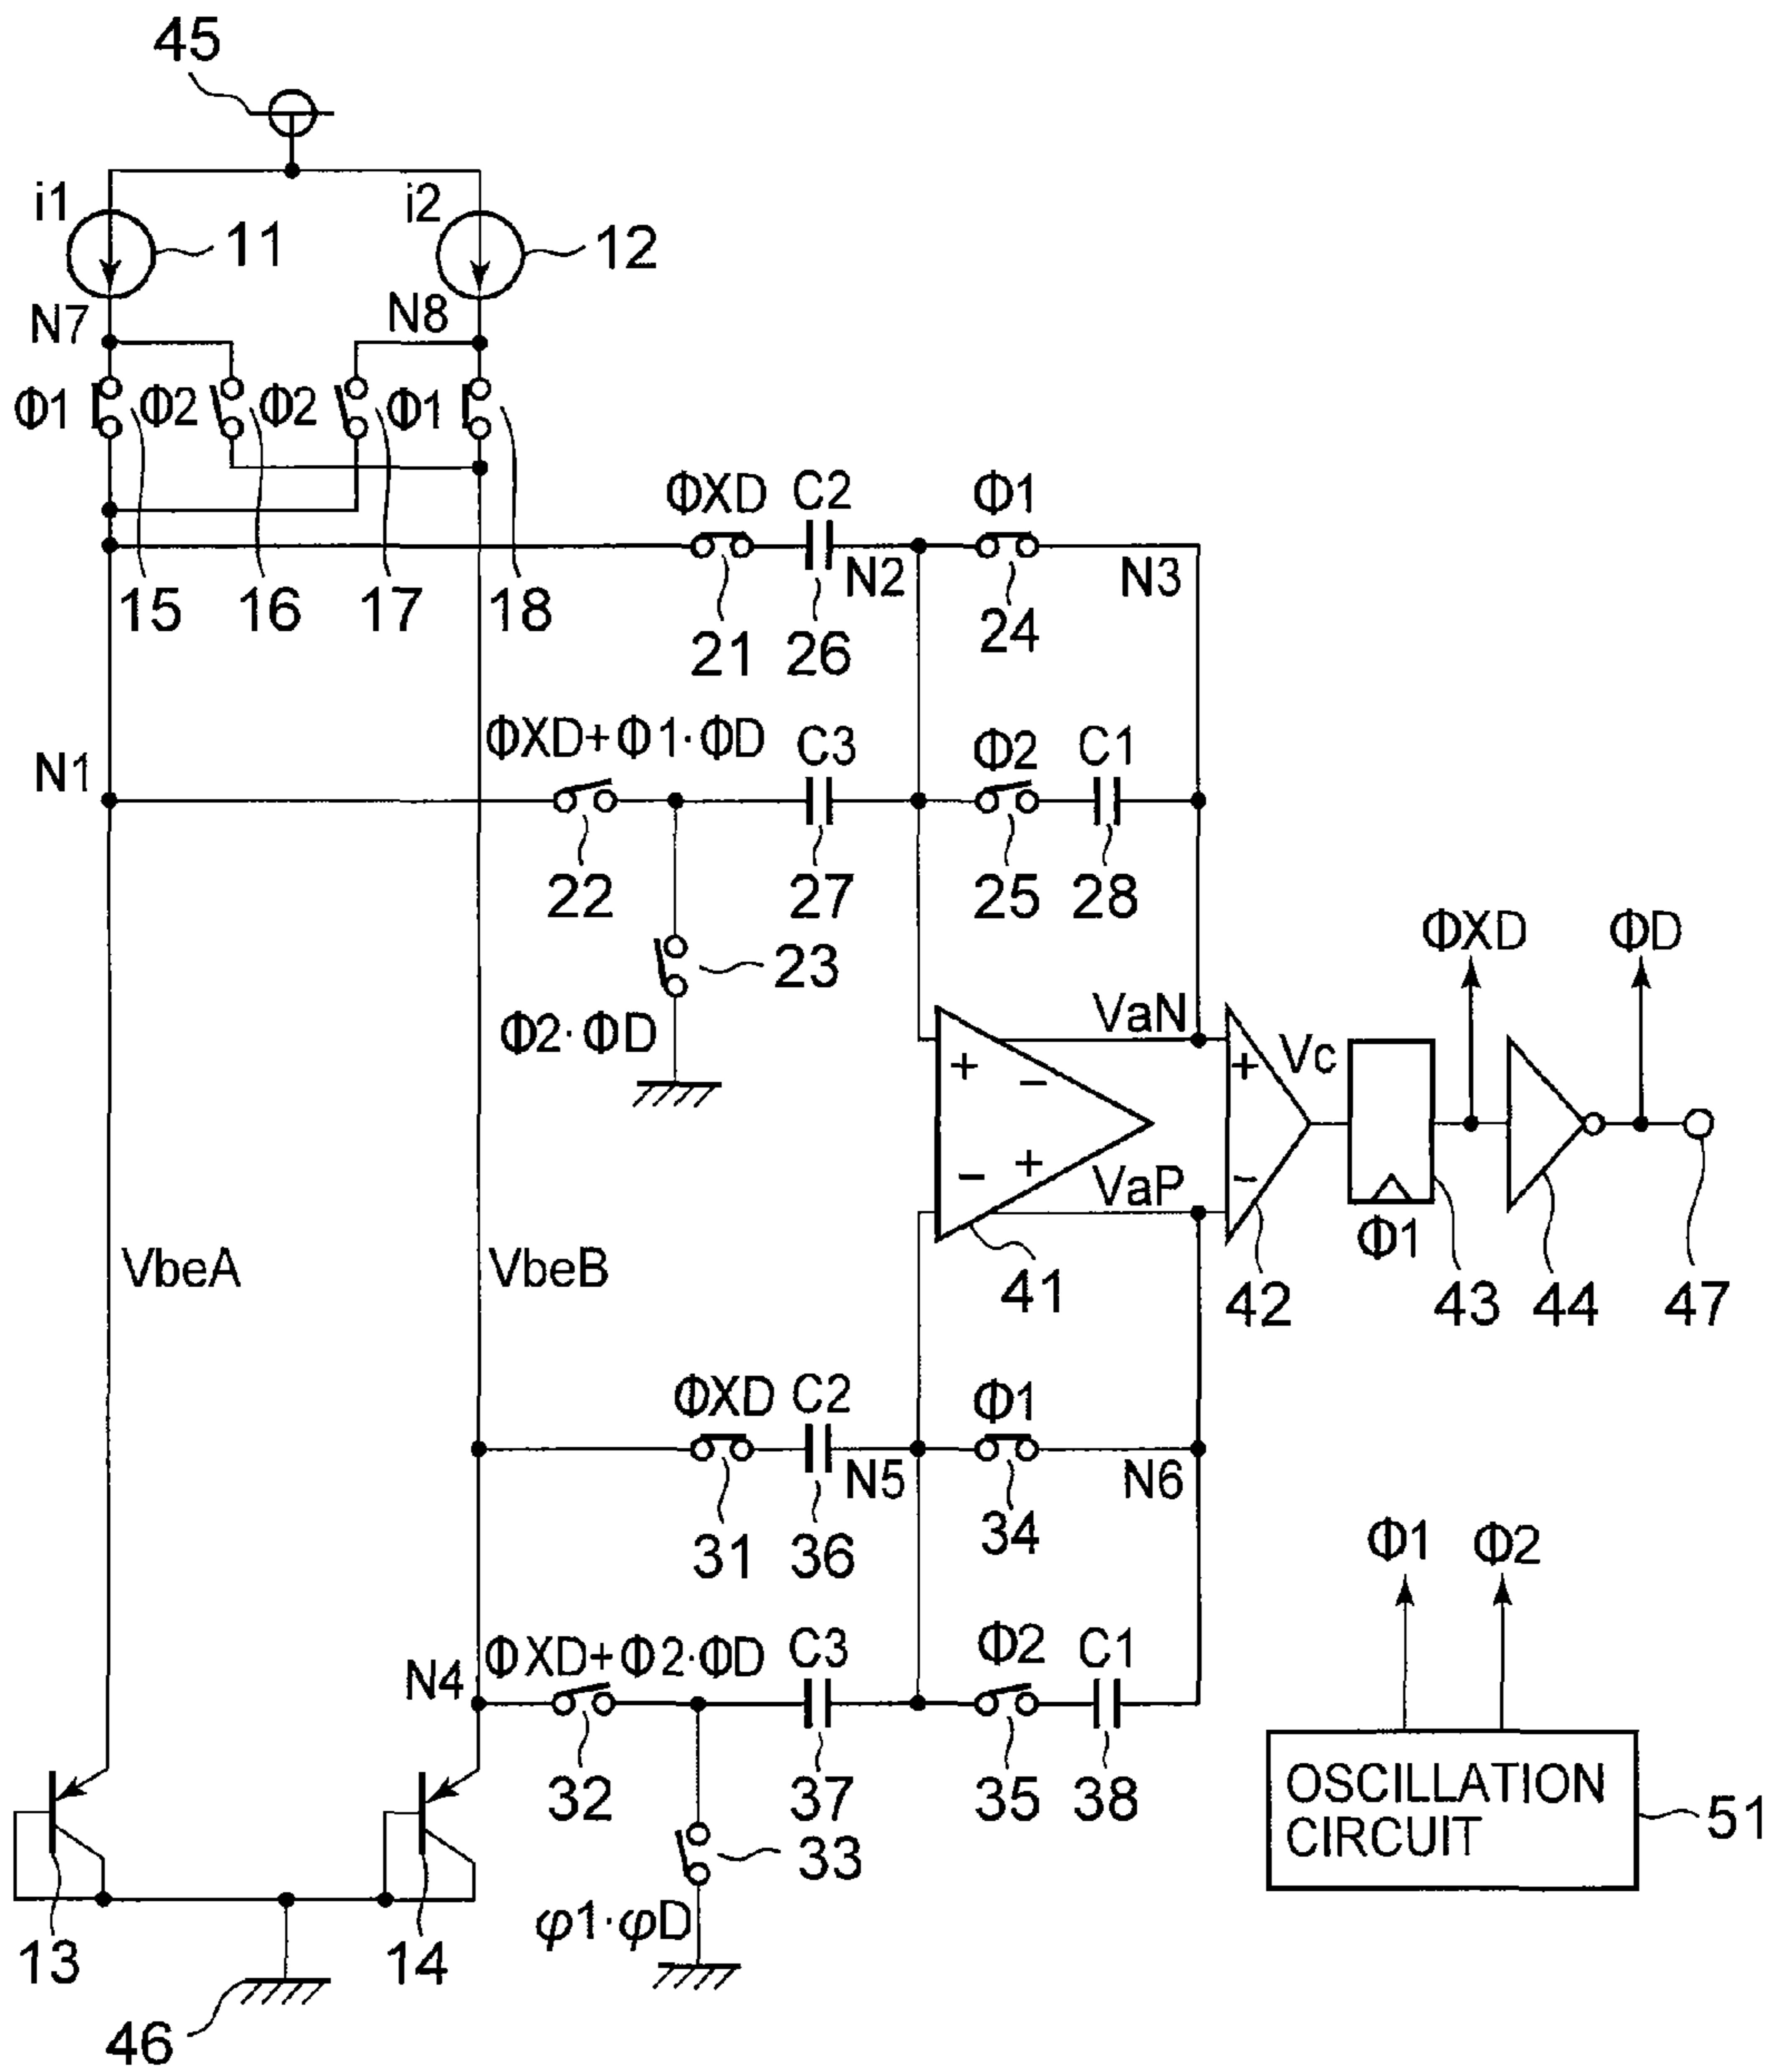 45
i1
11
i2
12
N7
N8
Φ1
Φ2
Φ2
Φ1
15
16
17
18
ΦXD
C2
Φ1
N2
N3
21
26
24
N1
ΦXD+Φ1·ΦD
C3
Φ2
C1
22
27
25
28
23
Φ2·ΦD
ΦXD
ΦD
VaN
+
−
+
Vc
−
+
VaP
−
Φ1
41
42
43
44
47
VbeA
VbeB
ΦXD
C2
Φ1
N5
N6
31
36
34
Φ1
Φ2
N4
ΦXD+Φ2·ΦD
C3
Φ2
C1
32
37
35
38
33
φ1·φD
13
14
46
OSCILLATION
CIRCUIT
51